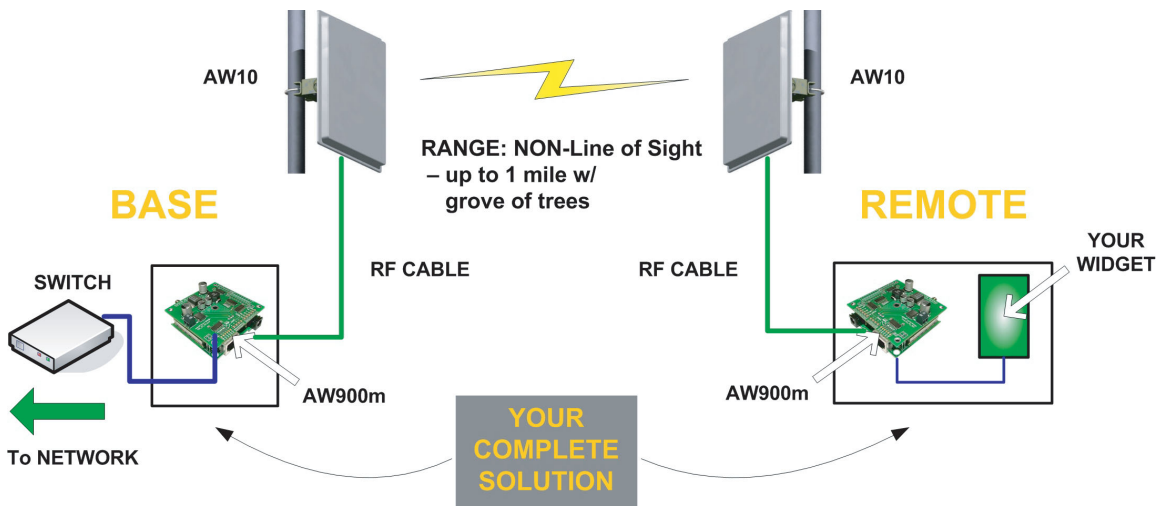 AW10
AW10
RANGE: NON-Line of Sight
– up to 1 mile w/
grove of trees
BASE
REMOTE
RF CABLE
RF CABLE
YOUR
WIDGET
SWITCH
AW900m
AW900m
To NETWORK
YOUR
COMPLETE
SOLUTION